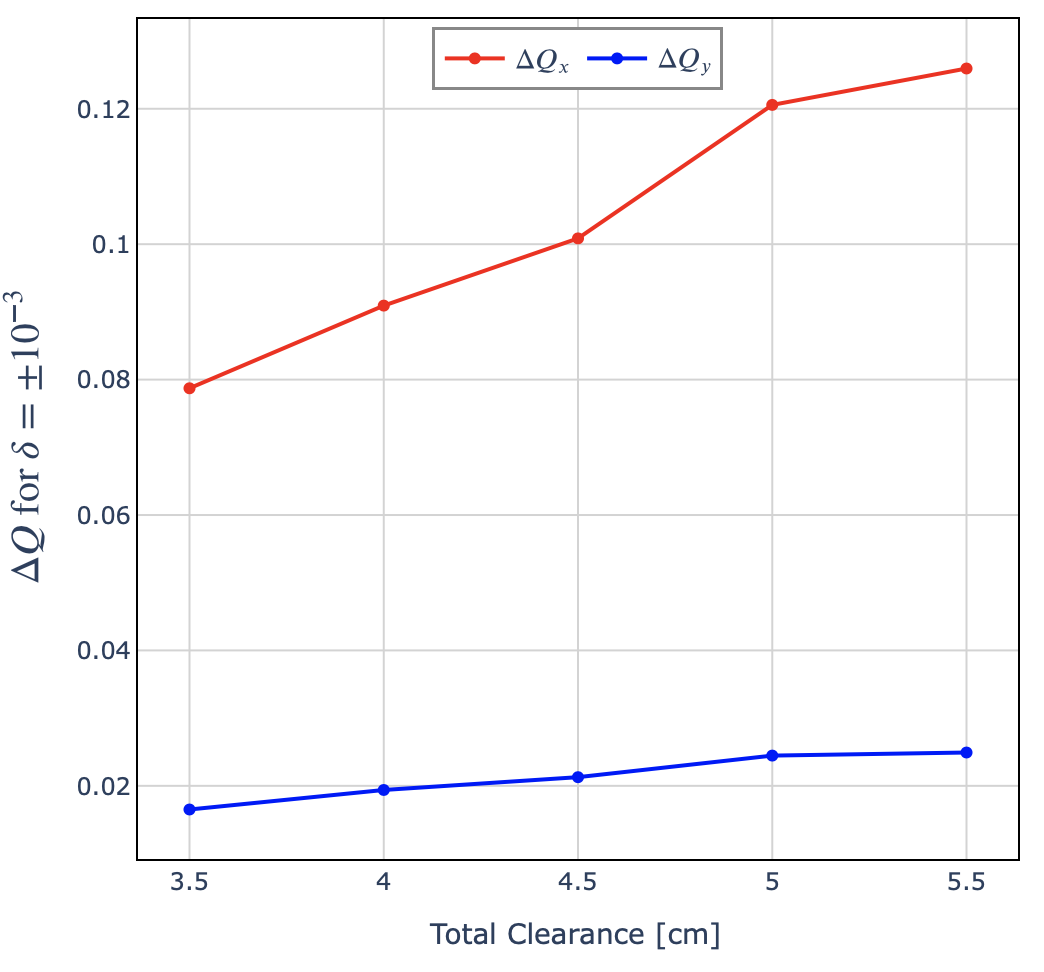 ΔQₓ ΔQᵧ
0.12
0.1
0.08
0.06
0.04
0.02
ΔQ for δ = ±10⁻³
3.5 4 4.5 5 5.5
Total Clearance [cm]